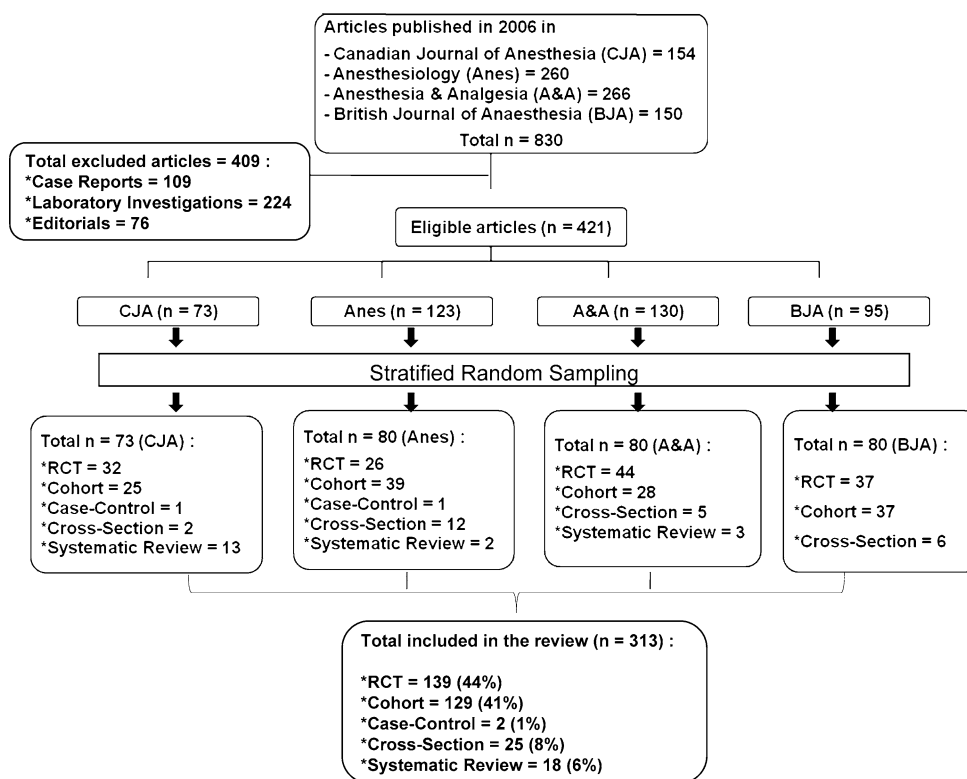 Articles published in 2006 in
- Canadian Journal of Anesthesia (CJA) = 154
- Anesthesiology (Anes) = 260
- Anesthesia & Analgesia (A&A) = 266
- British Journal of Anaesthesia (BJA) = 150
Total n = 830
Total excluded articles = 409 :
*Case Reports = 109
*Laboratory Investigations = 224
*Editorials = 76
Eligible articles (n = 421)
CJA (n = 73)
Anes (n = 123)
A&A (n = 130)
BJA (n = 95)
Stratified Random Sampling
Total n = 73 (CJA) :
*RCT = 32
*Cohort = 25
*Case-Control = 1
*Cross-Section = 2
*Systematic Review = 13
Total n = 80 (Anes) :
*RCT = 26
*Cohort = 39
*Case-Control = 1
*Cross-Section = 12
*Systematic Review = 2
Total n = 80 (A&A) :
*RCT = 44
*Cohort = 28
*Cross-Section = 5
*Systematic Review = 3
Total n = 80 (BJA) :
*RCT = 37
*Cohort = 37
*Cross-Section = 6
Total included in the review (n = 313) :
*RCT = 139 (44%)
*Cohort = 129 (41%)
*Case-Control = 2 (1%)
*Cross-Section = 25 (8%)
*Systematic Review = 18 (6%)